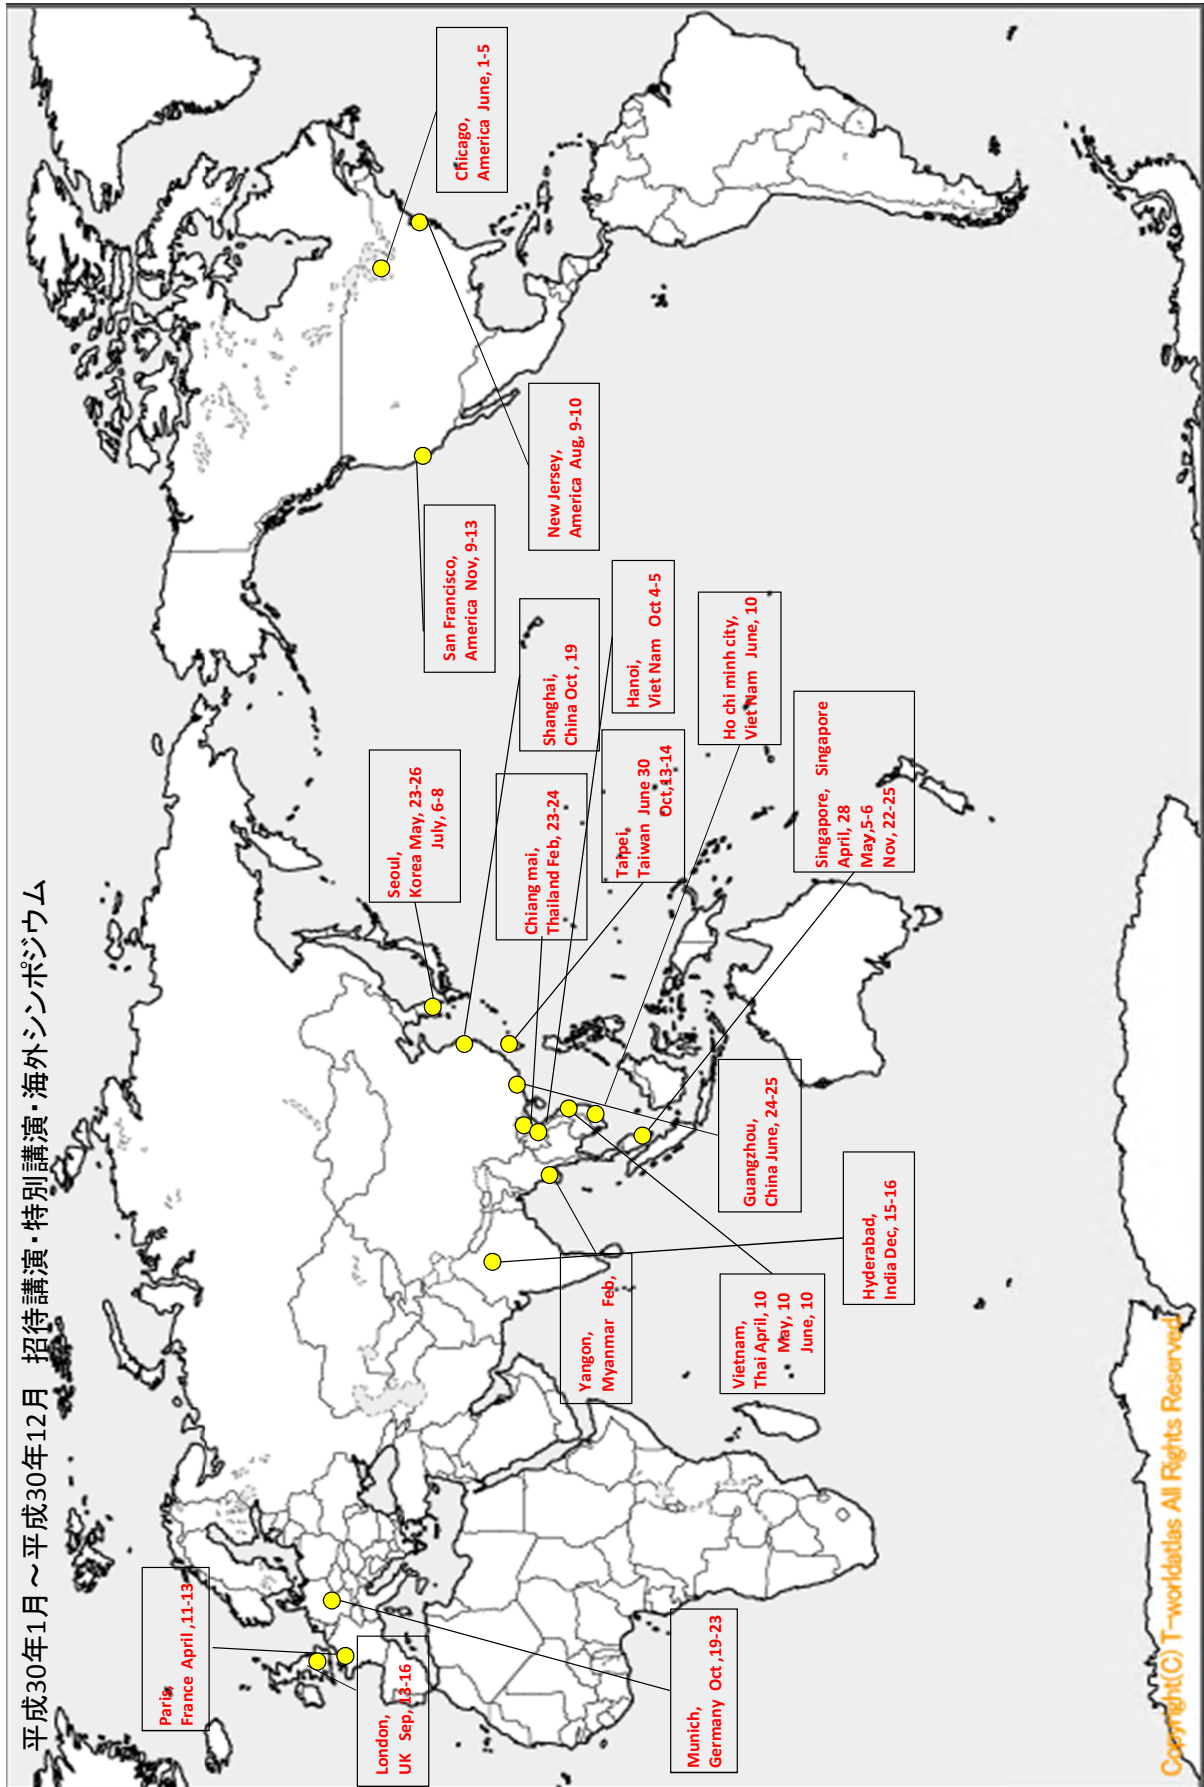 平成30年1月～平成30年12月 招待講演・特別講演・海外シンポジウム
Paris,
France April ,11-13
London,
UK Sep, 13-16
Munich,
Germany Oct ,19-23
Seoul,
Korea May, 23-26
July, 6-8
Chiang mai,
Thailand Feb, 23-24
Shanghai,
China Oct , 19
Taipei,
Taiwan June 30
Oct,13-14
Hanoi,
Viet Nam Oct 4-5
Ho chi minh city,
Viet Nam June, 10
Singapore, Singapore
April, 28
May,5-6
Nov, 22-25
Guangzhou,
China June, 24-25
Yangon,
Myanmar Feb,
Vietnam,
Thai April, 10
May, 10
June, 10
Hyderabad,
India Dec, 15-16
San Francisco,
America Nov, 9-13
New Jersey,
America Aug, 9-10
Chicago,
America June, 1-5
Copyright(C) T-worldatlas All Rights Reserved